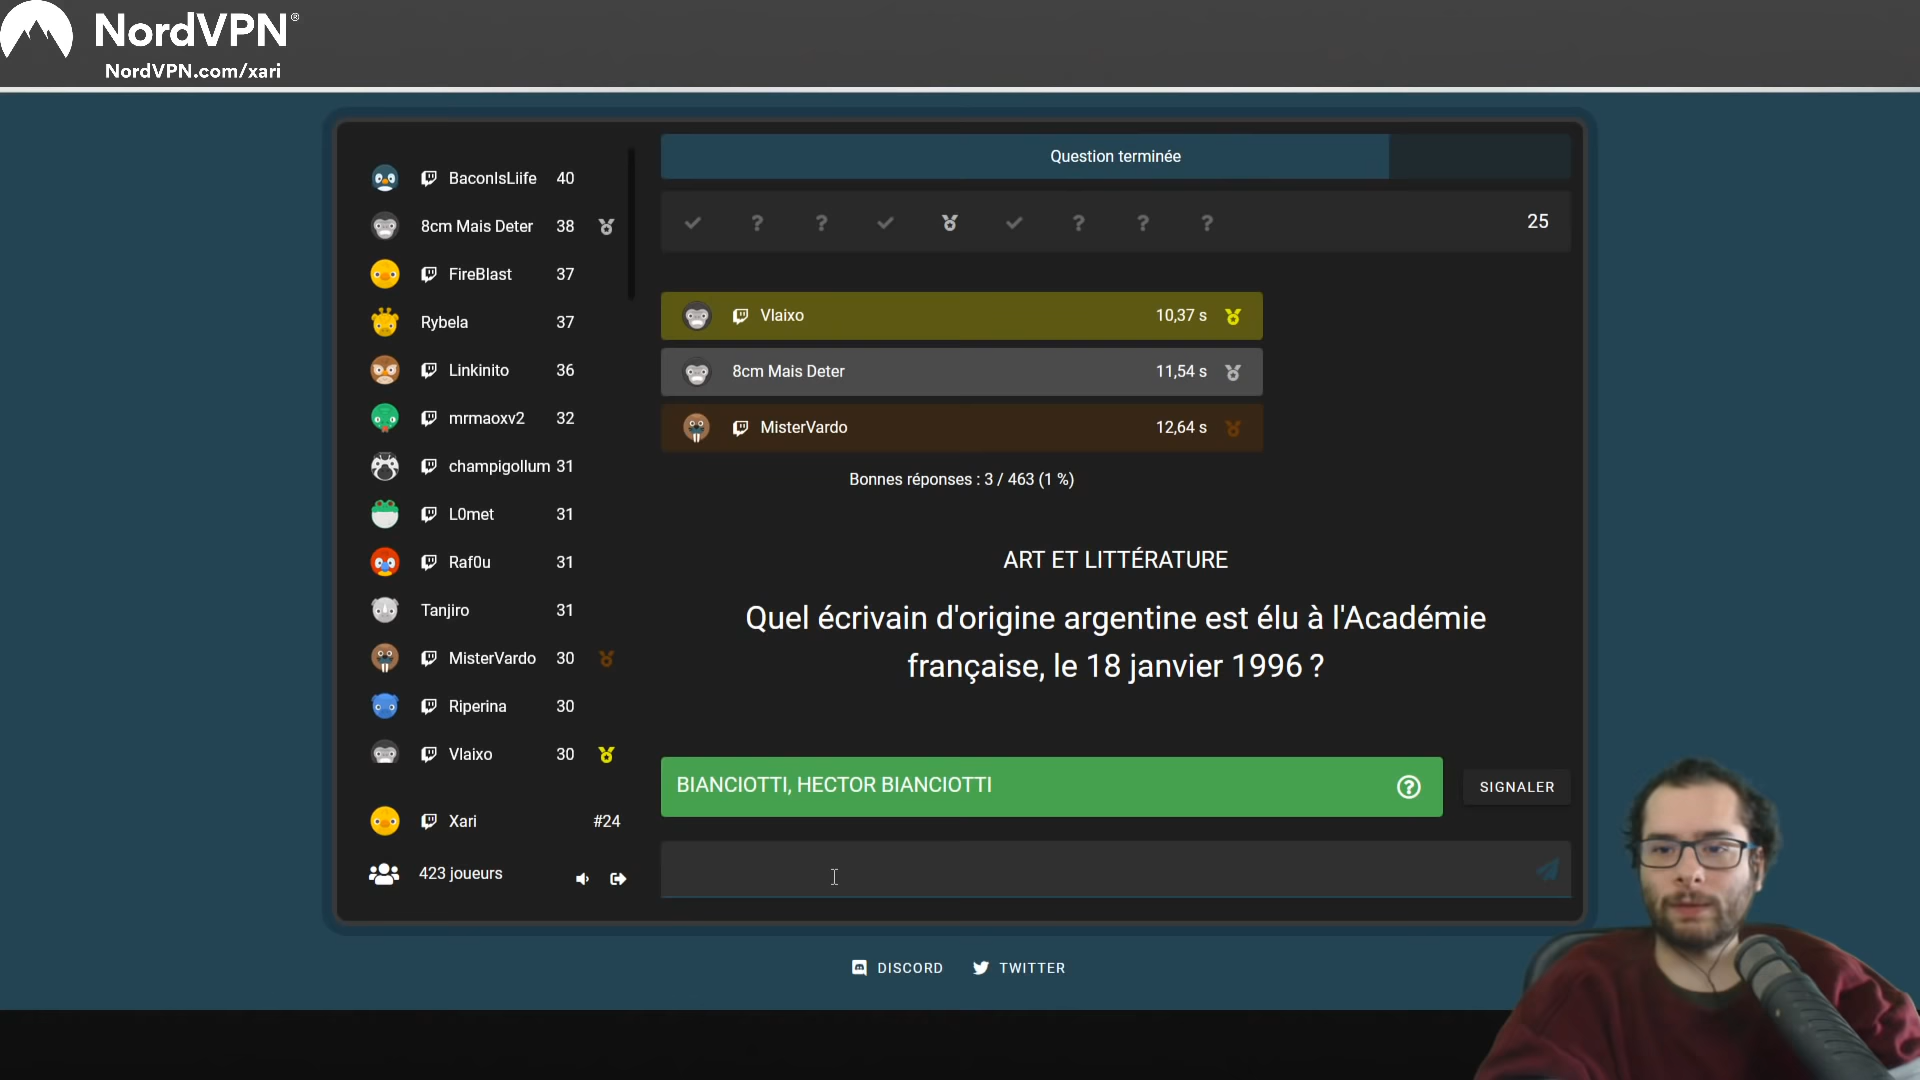 NordVPN®
NordVPN.com/xari
BaconIsLiife 40
8cm Mais Deter 38
FireBlast 37
Rybela 37
Linkinito 36
mrmaoxv2 32
champigollum 31
L0met 31
Raf0u 31
Tanjiro 31
MisterVardo 30
Riperina 30
Vlaixo 30
Xari #24
423 joueurs
Question terminée
? ? ? ? ? 25
Vlaixo 10,37 s
8cm Mais Deter 11,54 s
MisterVardo 12,64 s
Bonnes réponses : 3 / 463 (1 %)
ART ET LITTÉRATURE
Quel écrivain d'origine argentine est élu à l'Académie
française, le 18 janvier 1996 ?
BIANCIOTTI, HECTOR BIANCIOTTI ?
SIGNALER
DISCORD TWITTER